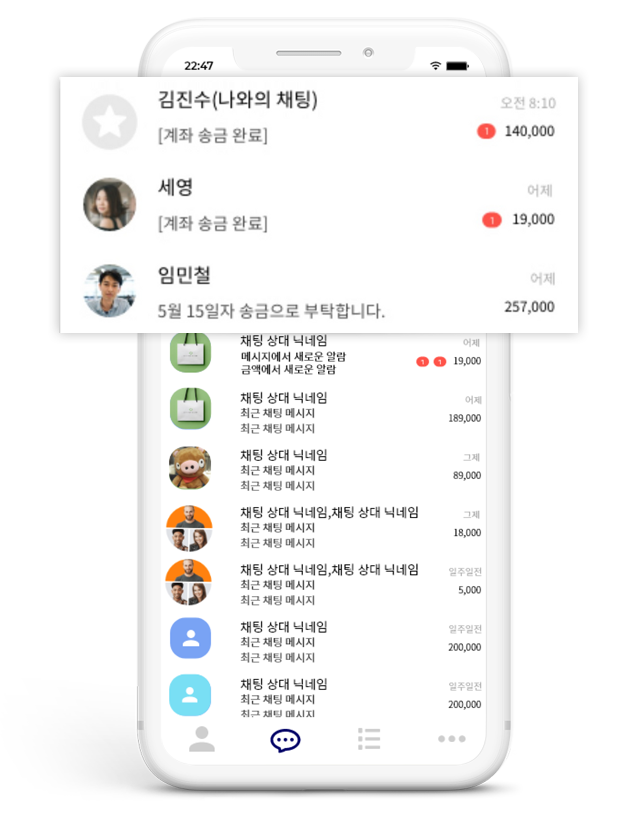 22:47
김진수(나와의 채팅)
오전 8:10
[계좌 송금 완료]
1 140,000
세영
어제
[계좌 송금 완료]
1 19,000
임민철
어제
5월 15일자 송금으로 부탁합니다.
257,000
채팅 상대 닉네임
어제
메시지에서 새로운 알람
금액에서 새로운 알람
1 1 19,000
채팅 상대 닉네임
어제
최근 채팅 메시지
189,000
최근 채팅 메시지
채팅 상대 닉네임
그제
최근 채팅 메시지
89,000
최근 채팅 메시지
채팅 상대 닉네임,채팅 상대 닉네임
그제
최근 채팅 메시지
18,000
최근 채팅 메시지
채팅 상대 닉네임,채팅 상대 닉네임
일주일전
최근 채팅 메시지
5,000
최근 채팅 메시지
채팅 상대 닉네임
일주일전
최근 채팅 메시지
200,000
최근 채팅 메시지
채팅 상대 닉네임
일주일전
최근 채팅 메시지
200,000
최근 채팅 메시지